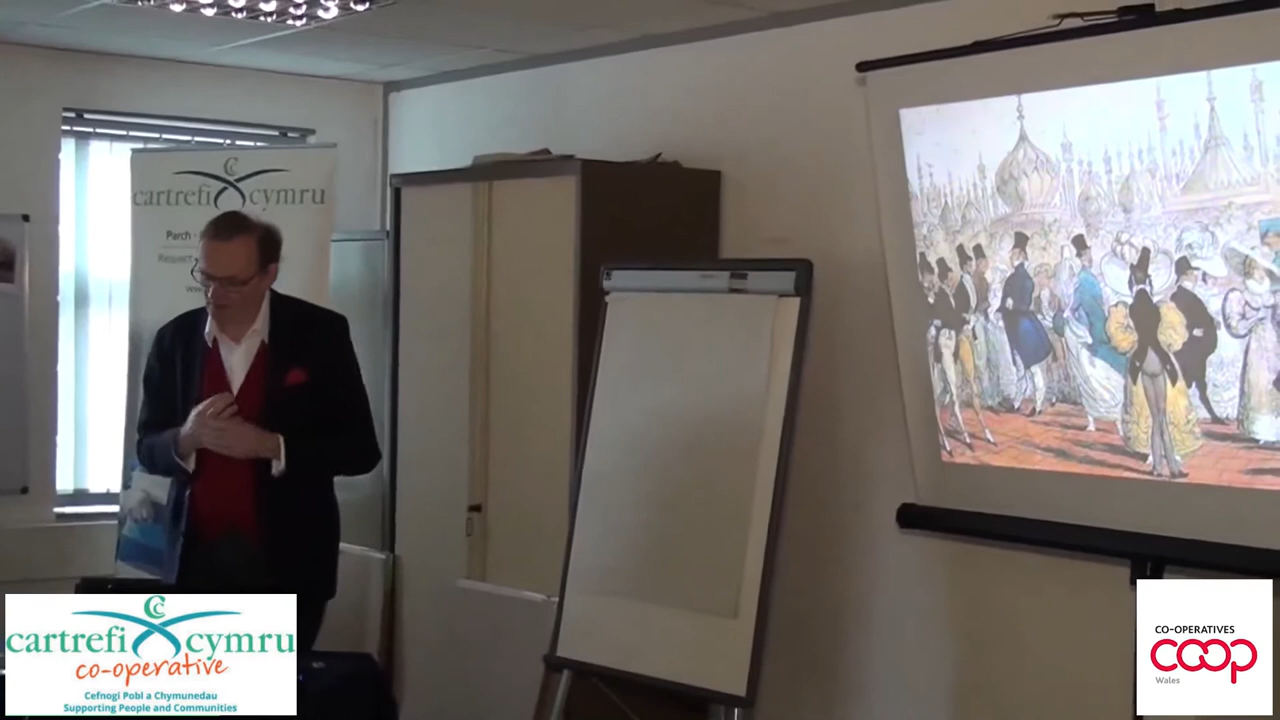 cartrefi cymru
Parch
Respect
www
cartrefi cymru
co-operative
Cefnogi Pobl a Chymunedau
Supporting People and Communities
CO-OPERATIVES
coop
Wales